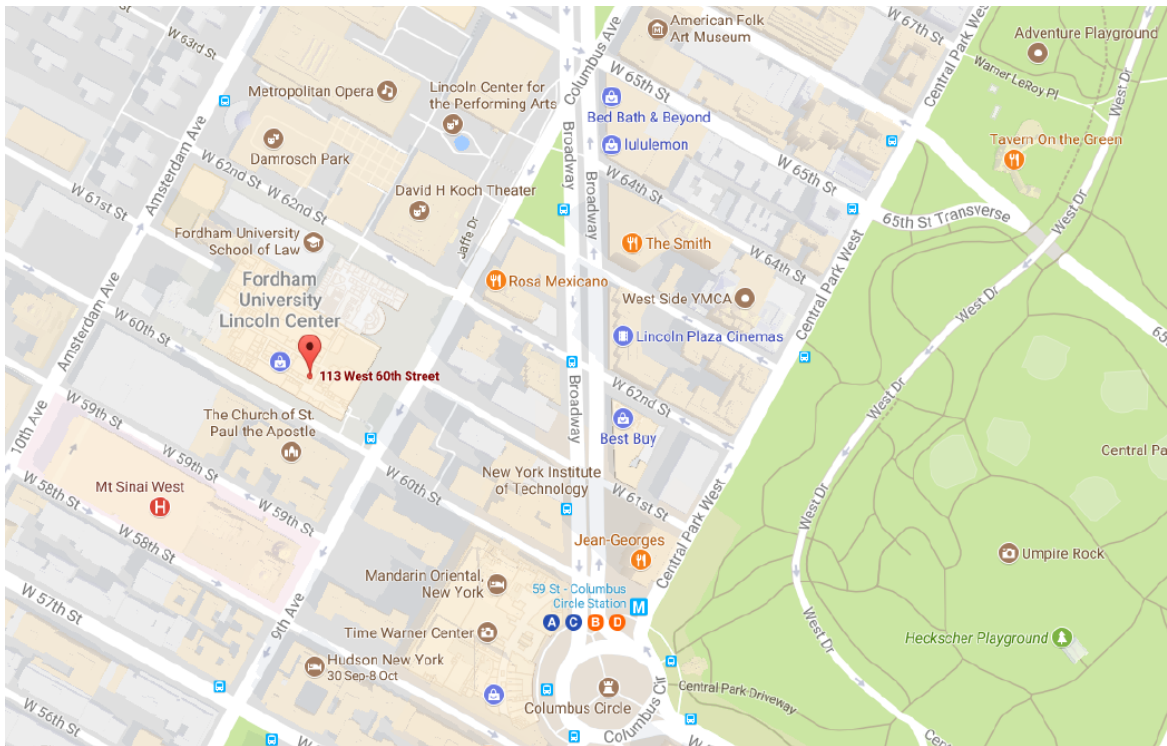 W 63rd St
Columbus Ave
American Folk
Art Museum
W 67th St
Central Park West
Adventure Playground
Warner LeRoy Pl
West Dr
Metropolitan Opera
Lincoln Center for
the Performing Arts
W 65th St
Bed Bath & Beyond
lululemon
Tavern On the Green
Amsterdam Ave
Damrosch Park
W 62nd St
Broadway
Broadway
W 64th St
W 65th St
65th St Transverse
West Dr
W 61st St
W 62nd St
David H Koch Theater
Jaffe Dr
Fordham University
School of Law
The Smith
W 64th St
Central Park West
Rosa Mexicano
Fordham
University
Lincoln Center
West Side YMCA
West Dr
W 60th St
Lincoln Plaza Cinemas
Amsterdam Ave
113 West 60th Street
Broadway
W 62nd St
West Dr
10th Ave
W 59th St
The Church of St.
Paul the Apostle
Best Buy
Central Pa
W 59th St
W 58th St
Mt Sinai West
W 60th St
New York Institute
of Technology
W 61st St
Central Park West
West Dr
W 59th St
W 58th St
Jean-Georges
Umpire Rock
Mandarin Oriental,
New York
59 St - Columbus
Circle Station
M
A
C
B
D
W 57th St
9th Ave
Time Warner Center
West Dr
Heckscher Playground
H
Hudson New York
30 Sep-8 Oct
W 57th St
W 56th St
Columbus Circle
Columbus Cir
Central Park Driveway
W 56th St